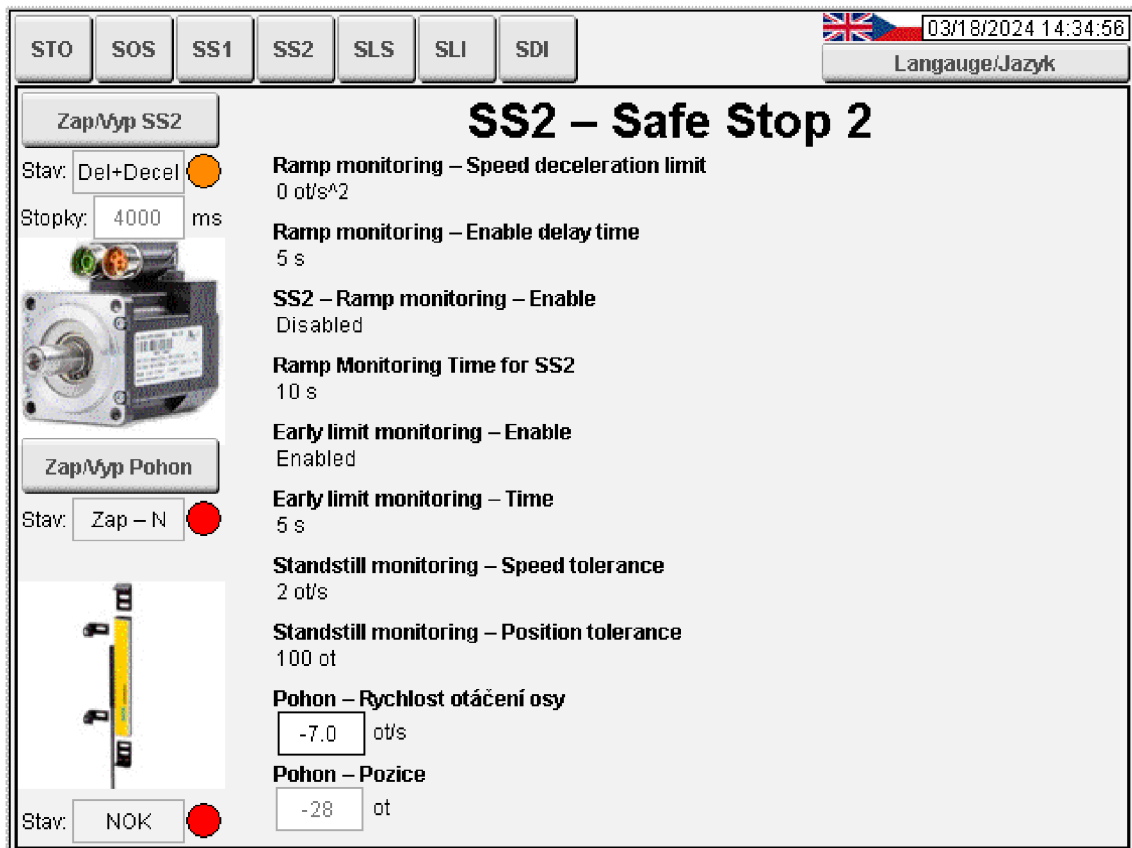 STO SOS SS1 SS2 SLS SLI SDI
03/18/2024 14:34:56
Langauge/Jazyk
Zap/Vyp SS2
Stav: Del+Decel
Stopky: 4000 ms
Zap/Vyp Pohon
Stav: Zap – N
Stav: NOK
SS2 – Safe Stop 2
Ramp monitoring – Speed deceleration limit
0 ot/s^2
Ramp monitoring – Enable delay time
5 s
SS2 – Ramp monitoring – Enable
Disabled
Ramp Monitoring Time for SS2
10 s
Early limit monitoring – Enable
Enabled
Early limit monitoring – Time
5 s
Standstill monitoring – Speed tolerance
2 ot/s
Standstill monitoring – Position tolerance
100 ot
Pohon – Rychlost otáčení osy
-7.0 ot/s
Pohon – Pozice
-28 ot